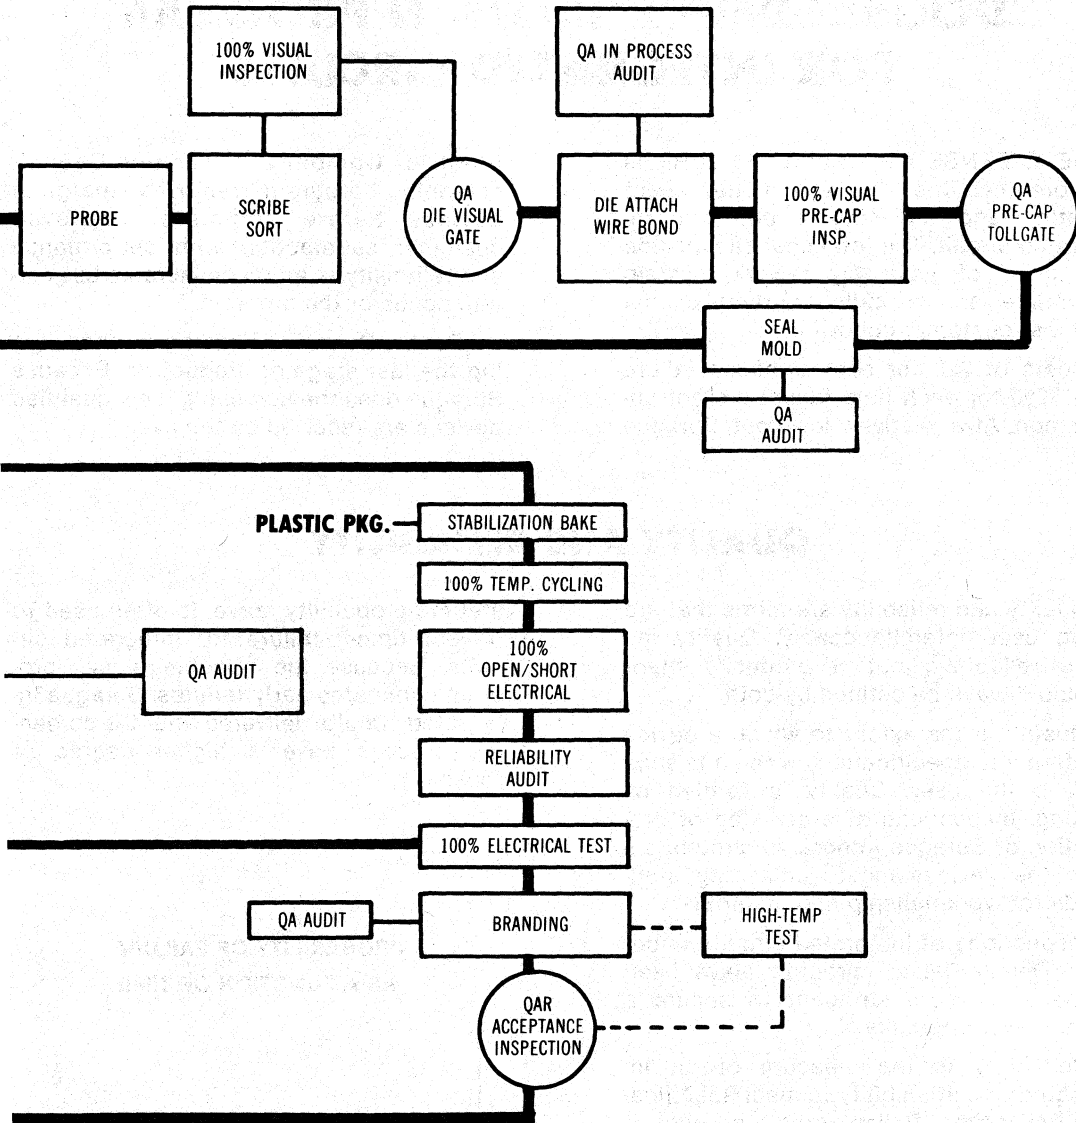 100% VISUAL
INSPECTION
QA IN PROCESS
AUDIT
PROBE
SCRIBE
SORT
QA
DIE VISUAL
GATE
DIE ATTACH
WIRE BOND
100% VISUAL
PRE-CAP
INSP.
QA
PRE-CAP
TOLLGATE
SEAL
MOLD
QA
AUDIT
PLASTIC PKG.
STABILIZATION BAKE
100% TEMP. CYCLING
QA AUDIT
100%
OPEN/SHORT
ELECTRICAL
RELIABILITY
AUDIT
100% ELECTRICAL TEST
QA AUDIT
BRANDING
HIGH-TEMP
TEST
QAR
ACCEPTANCE
INSPECTION